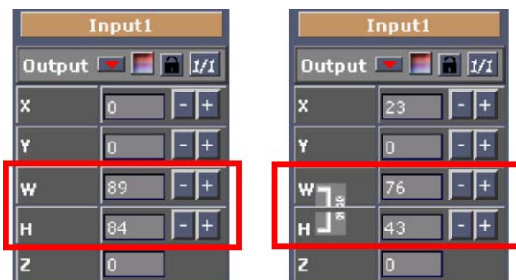 Input1
Output 1/1
X 0 - +
Y 0 - +
W 89 - +
H 84 - +
Z 0
Input1
Output 1/1
X 23 - +
Y 0 - +
W 76 - +
H 43 - +
Z 0